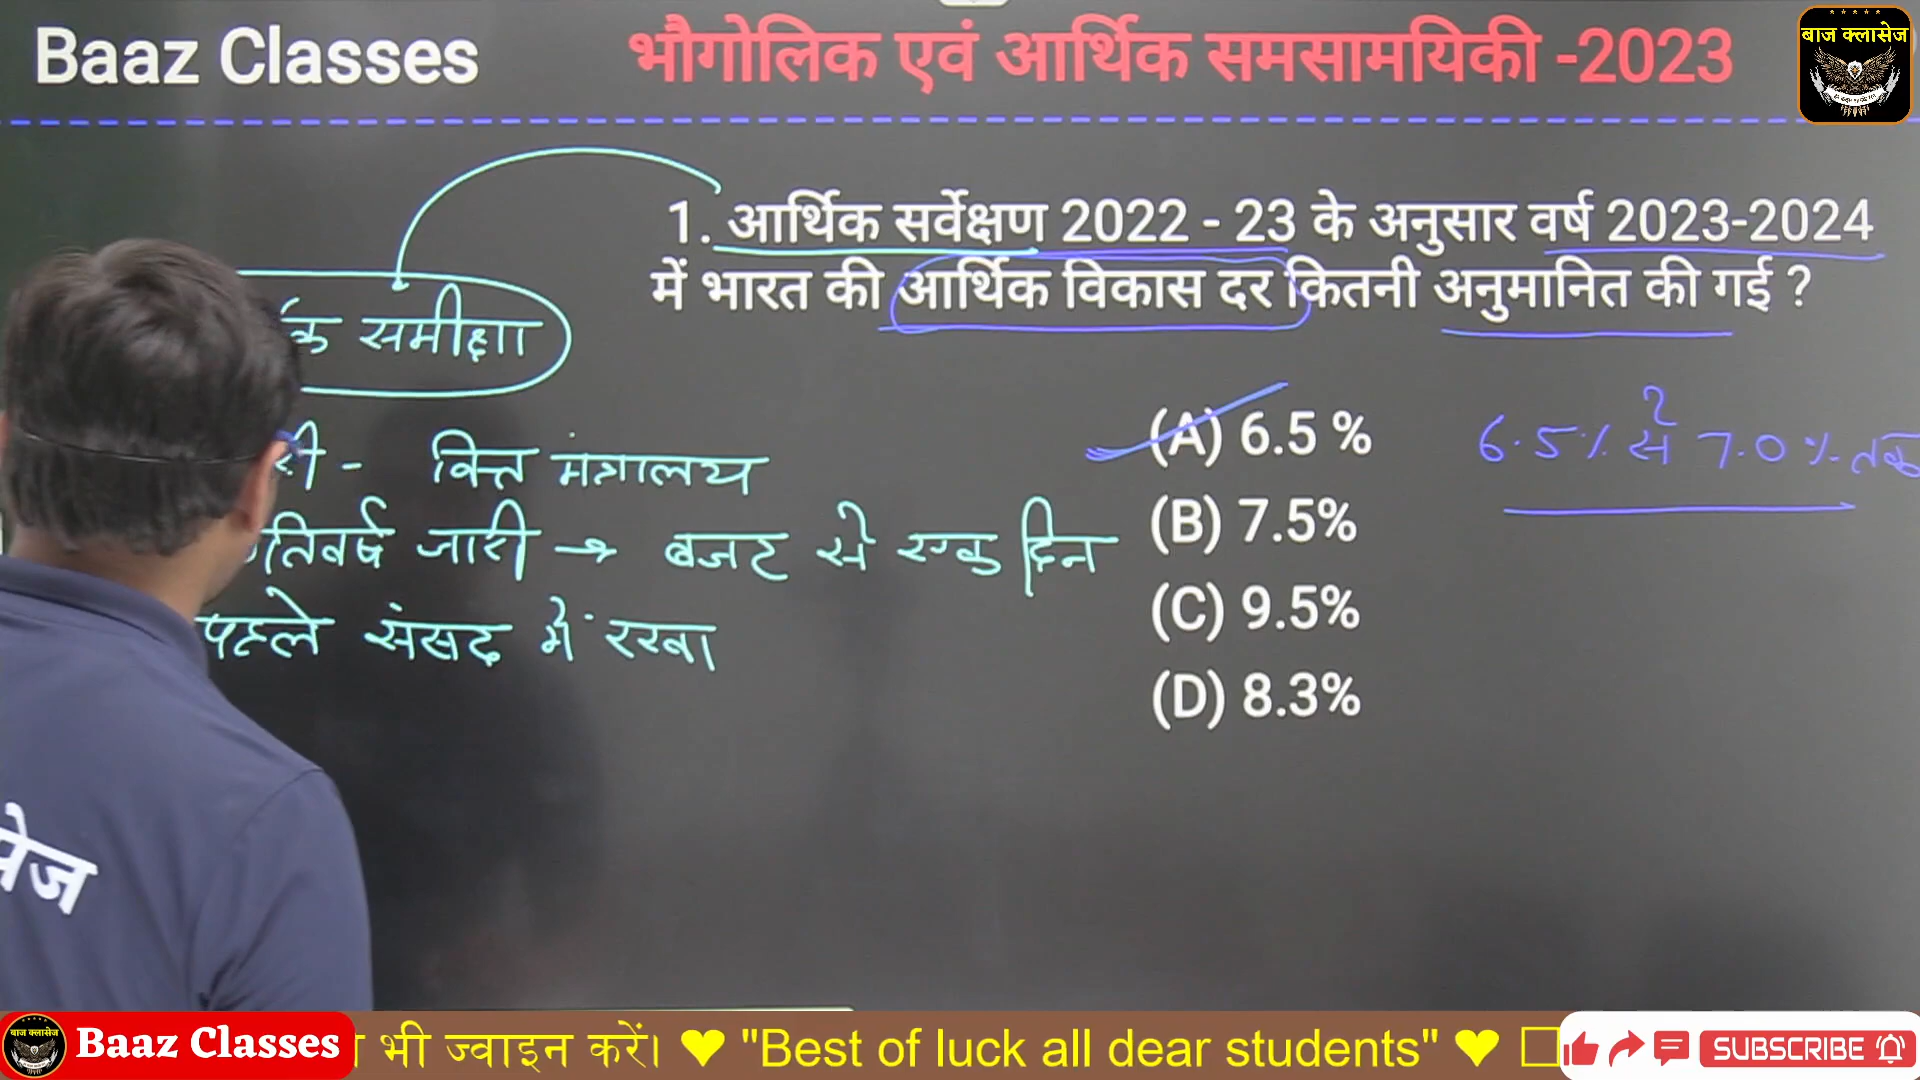 Baaz Classes
भौगोलिक एवं आर्थिक समसामयिकी -2023
बाज क्लासेज
1. आर्थिक सर्वेक्षण 2022 - 23 के अनुसार वर्ष 2023-2024
में भारत की आर्थिक विकास दर कितनी अनुमानित की गई ?
(A) 6.5 %
(B) 7.5%
(C) 9.5%
(D) 8.3%
6.5% से 7.0% तक
क समीक्षा
री - वित्त मंत्रालय
तिवर्ष जारी → बजट से एक दिन
पहले संसद में रखा
सेज
बाज क्लासेज
Baaz Classes
भी ज्वाइन करें। ♥ "Best of luck all dear students" ♥
SUBSCRIBE